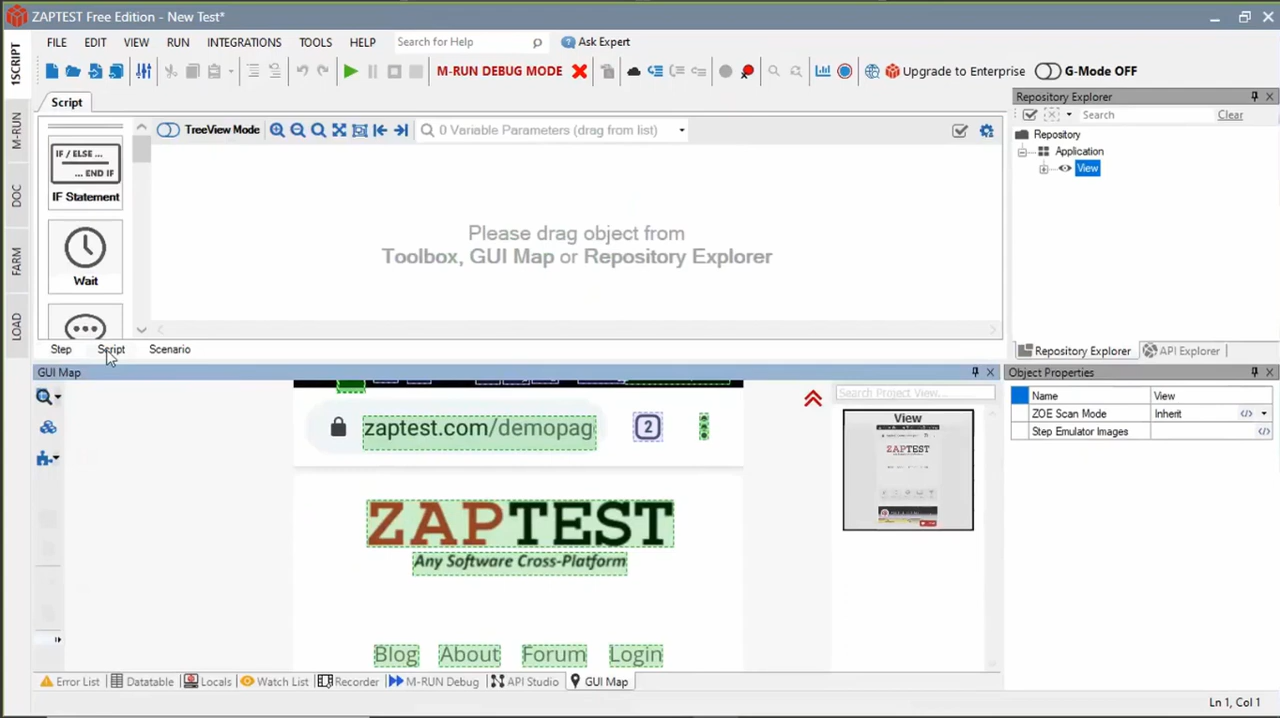 ZAPTEST Free Edition - New Test*
FILE EDIT VIEW RUN INTEGRATIONS TOOLS HELP Search for Help Ask Expert
M-RUN DEBUG MODE Upgrade to Enterprise G-Mode OFF
1SCRIPT
M-RUN
DOC
FARM
LOAD
Script
TreeView Mode 0 Variable Parameters (drag from list)
IF / ELSE ...
... END IF
IF Statement
Wait
Please drag object from
Toolbox, GUI Map or Repository Explorer
Step Script Scenario
Repository Explorer
Search Clear
Repository
Application
View
Repository Explorer API Explorer
GUI Map
zaptest.com/demopag
2
ZAPTEST
Any Software Cross-Platform
Blog About Forum Login
Search Project View...
View
Object Properties
Name View
ZOE Scan Mode Inherit
Step Emulator Images
Error List Datatable Locals Watch List Recorder M-RUN Debug API Studio GUI Map
Ln 1, Col 1